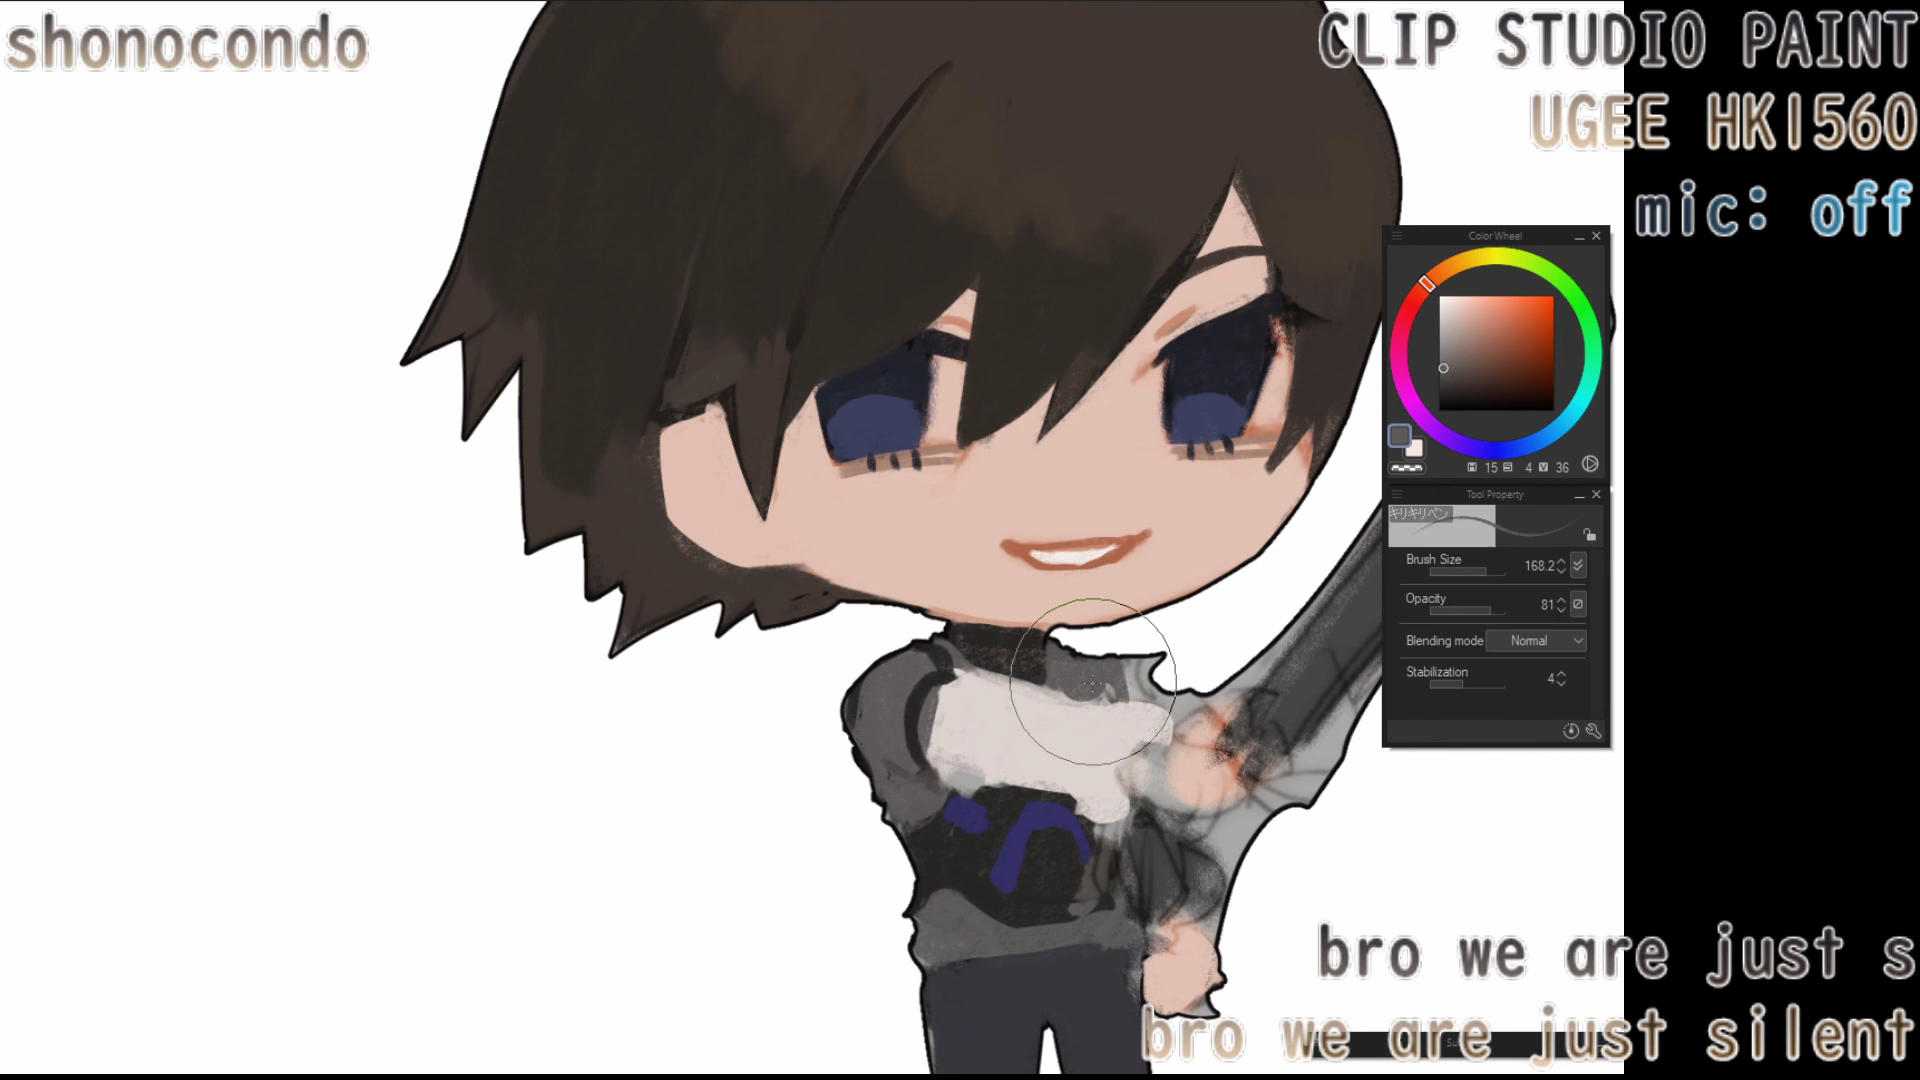 shonocondo
CLIP STUDIO PAINT
UGEE HK1560
mic: off
Color Wheel
H 15 S 4 V 36
Tool Property
キリキリペン
Brush Size 168.2
Opacity 81
Blending mode Normal
Stabilization 4
bro we are just s
bro we are just silent